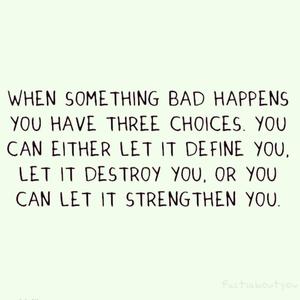 WHEN SOMETHING BAD HAPPENS
YOU HAVE THREE CHOICES. YOU
CAN EITHER LET IT DEFINE YOU,
LET IT DESTROY YOU, OR YOU
CAN LET IT STRENGTHEN YOU.